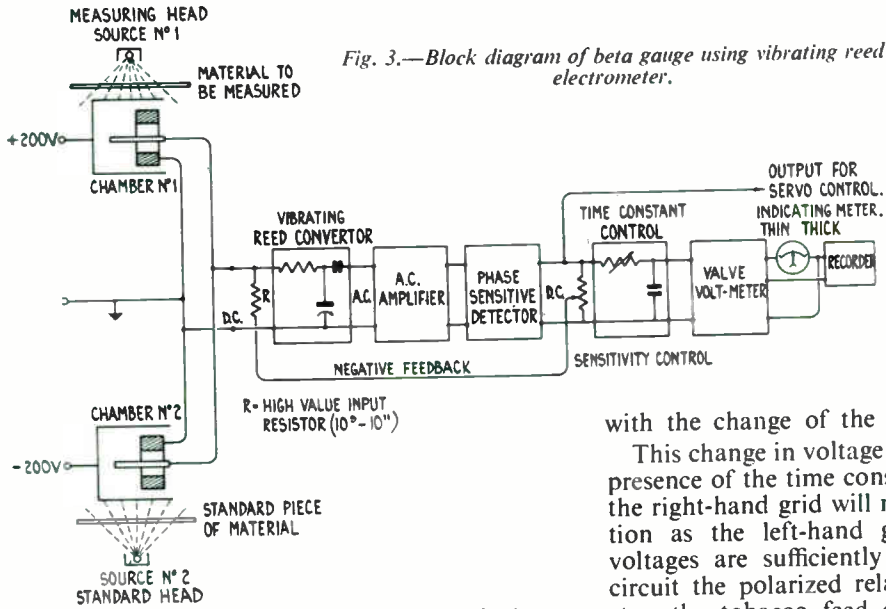 MEASURING HEAD
SOURCE Nº 1
Fig. 3.—Block diagram of beta gauge using vibrating reed
electrometer.
MATERIAL TO
BE MEASURED
+200V
CHAMBER Nº1
OUTPUT FOR
SERVO CONTROL.
VIBRATING
REED CONVERTOR
TIME CONSTANT
CONTROL
INDICATING METER.
THIN THICK
R
D.C.
A.C.
A.C.
AMPLIFIER
PHASE
SENSITIVE
DETECTOR
D.C.
VALVE
VOLT-METER
RECORDER
NEGATIVE FEEDBACK
SENSITIVITY CONTROL
R= HIGH VALUE INPUT
RESISTOR
CHAMBER Nº2
-200V
STANDARD PIECE
OF MATERIAL
SOURCE Nº 2
STANDARD HEAD
with the change of the
This change in voltage
presence of the time cons
the right-hand grid will
tion as the left-hand
voltages are sufficiently
circuit the polarized rela